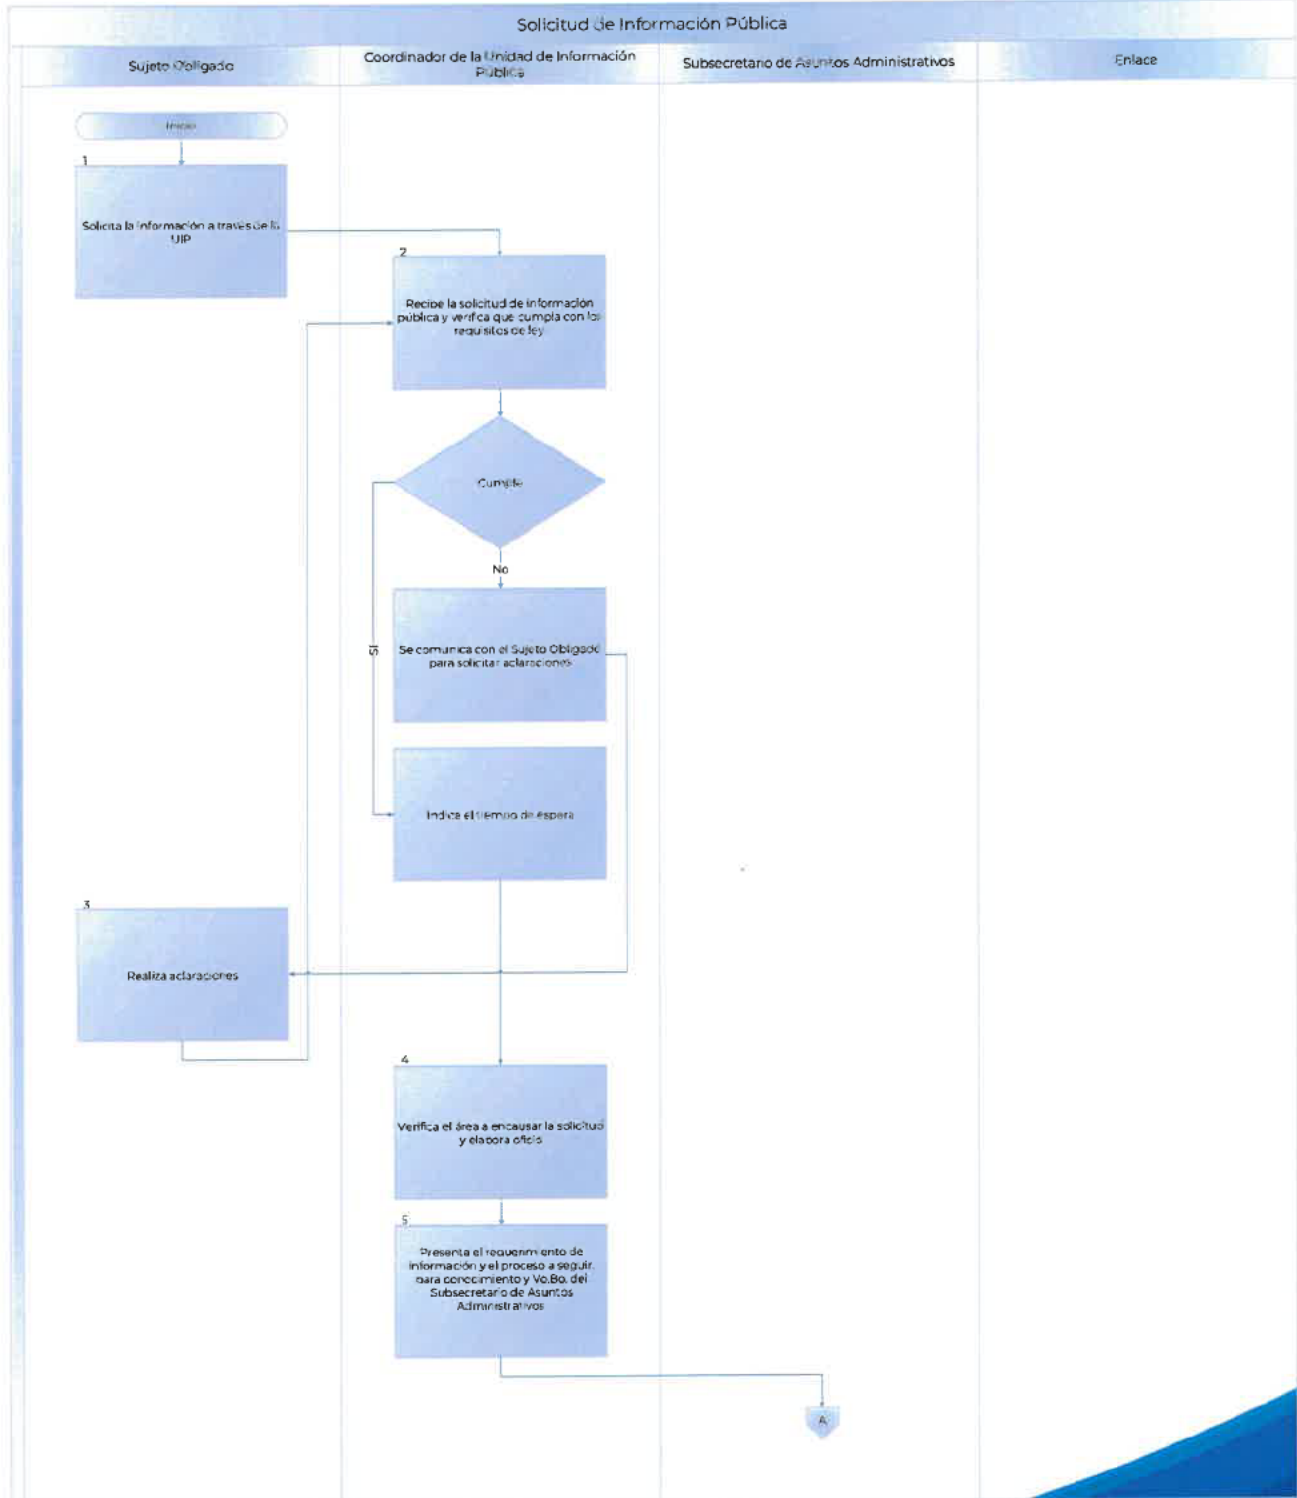 Solicitud de Información Pública
Sujeto Obligado
Coordinador de la Unidad de Información
Pública
Subsecretario de Asuntos Administrativos
Enlace
Inicio
1
Solicita la información a través de la
UIP
2
Recibe la solicitud de información
pública y verifica que cumpla con los
requisitos de ley
Cumple
No
Si
Se comunica con el Sujeto Obligado
para solicitar aclaraciones
Indica el tiempo de espera
3
Realiza aclaraciones
4
Verifica el área a encausar la solicitud
y elabora oficio
5
Presenta el requerimiento de
información y el proceso a seguir,
para conocimiento y Vo.Bo. del
Subsecretario de Asuntos
Administrativos
A